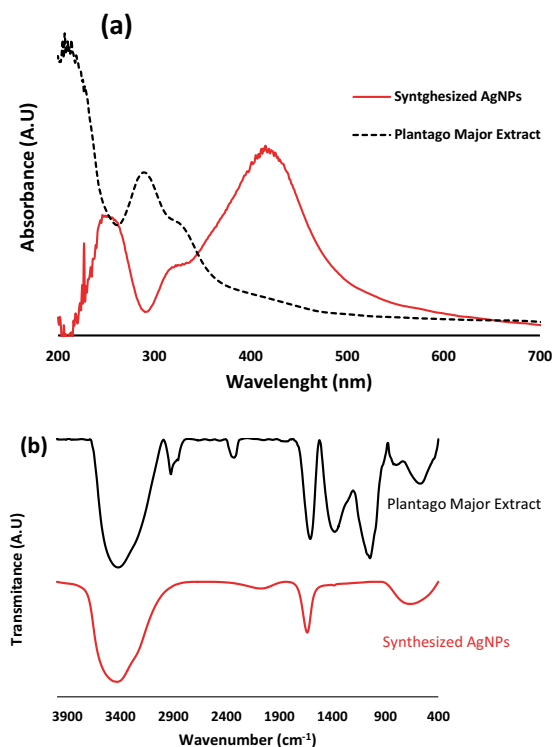 (a)
Absorbance (A.U)
Syntghesized AgNPs
Plantago Major Extract
200 300 400 500 600 700
Wavelenght (nm)
(b)
Transmitance (A.U)
Plantago Major Extract
Synthesized AgNPs
3900 3400 2900 2400 1900 1400 900 400
Wavenumber (cm⁻¹)